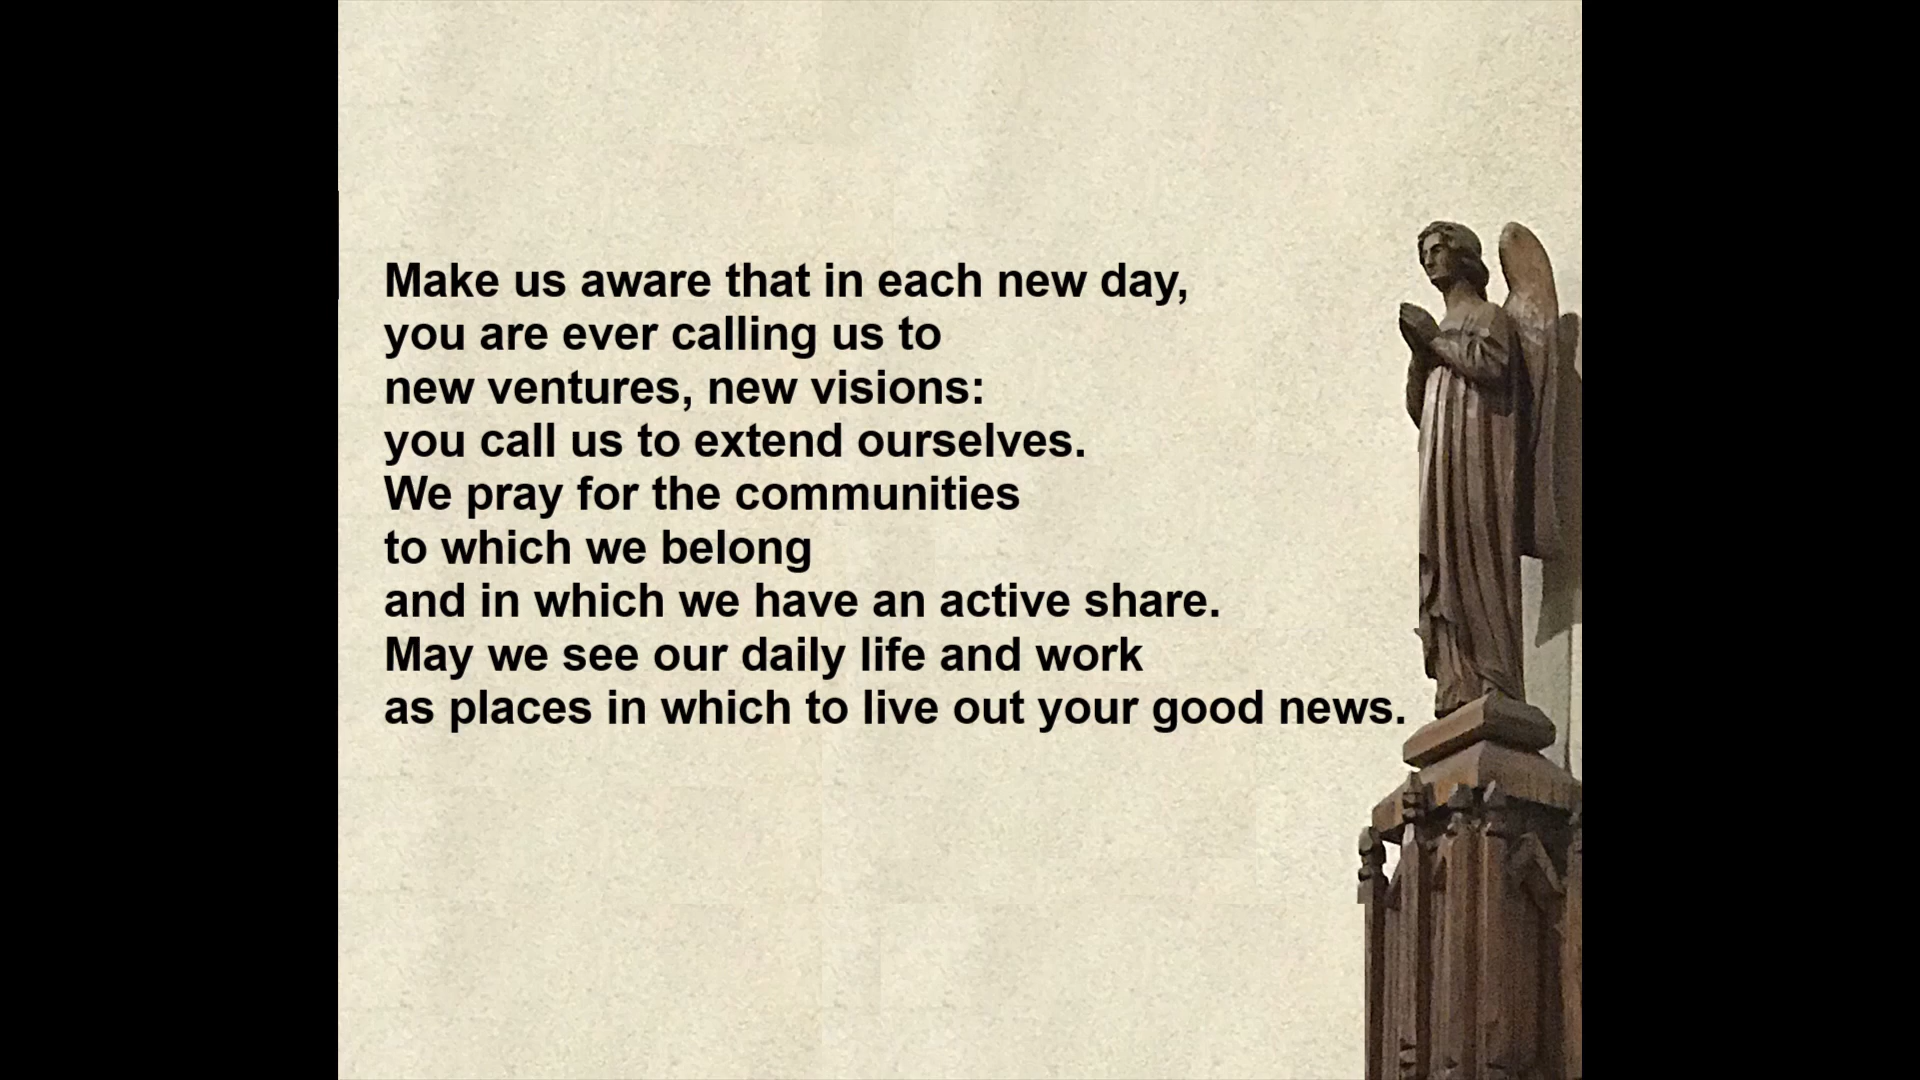 Make us aware that in each new day,
you are ever calling us to
new ventures, new visions:
you call us to extend ourselves.
We pray for the communities
to which we belong
and in which we have an active share.
May we see our daily life and work
as places in which to live out your good news.